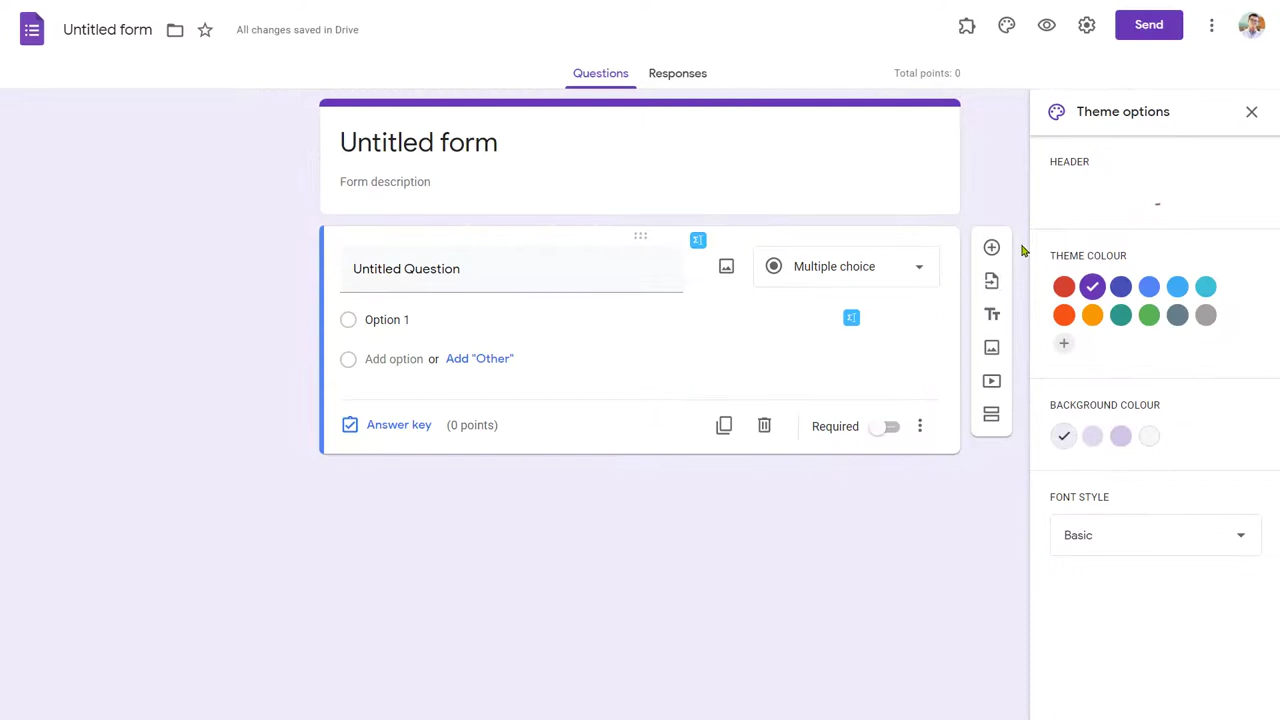 Untitled form
All changes saved in Drive
Send
Questions
Responses
Total points: 0
Theme options
Untitled form
Form description
HEADER
Untitled Question
Multiple choice
Option 1
Add option or Add "Other"
Answer key (0 points)
Required
THEME COLOUR
BACKGROUND COLOUR
FONT STYLE
Basic